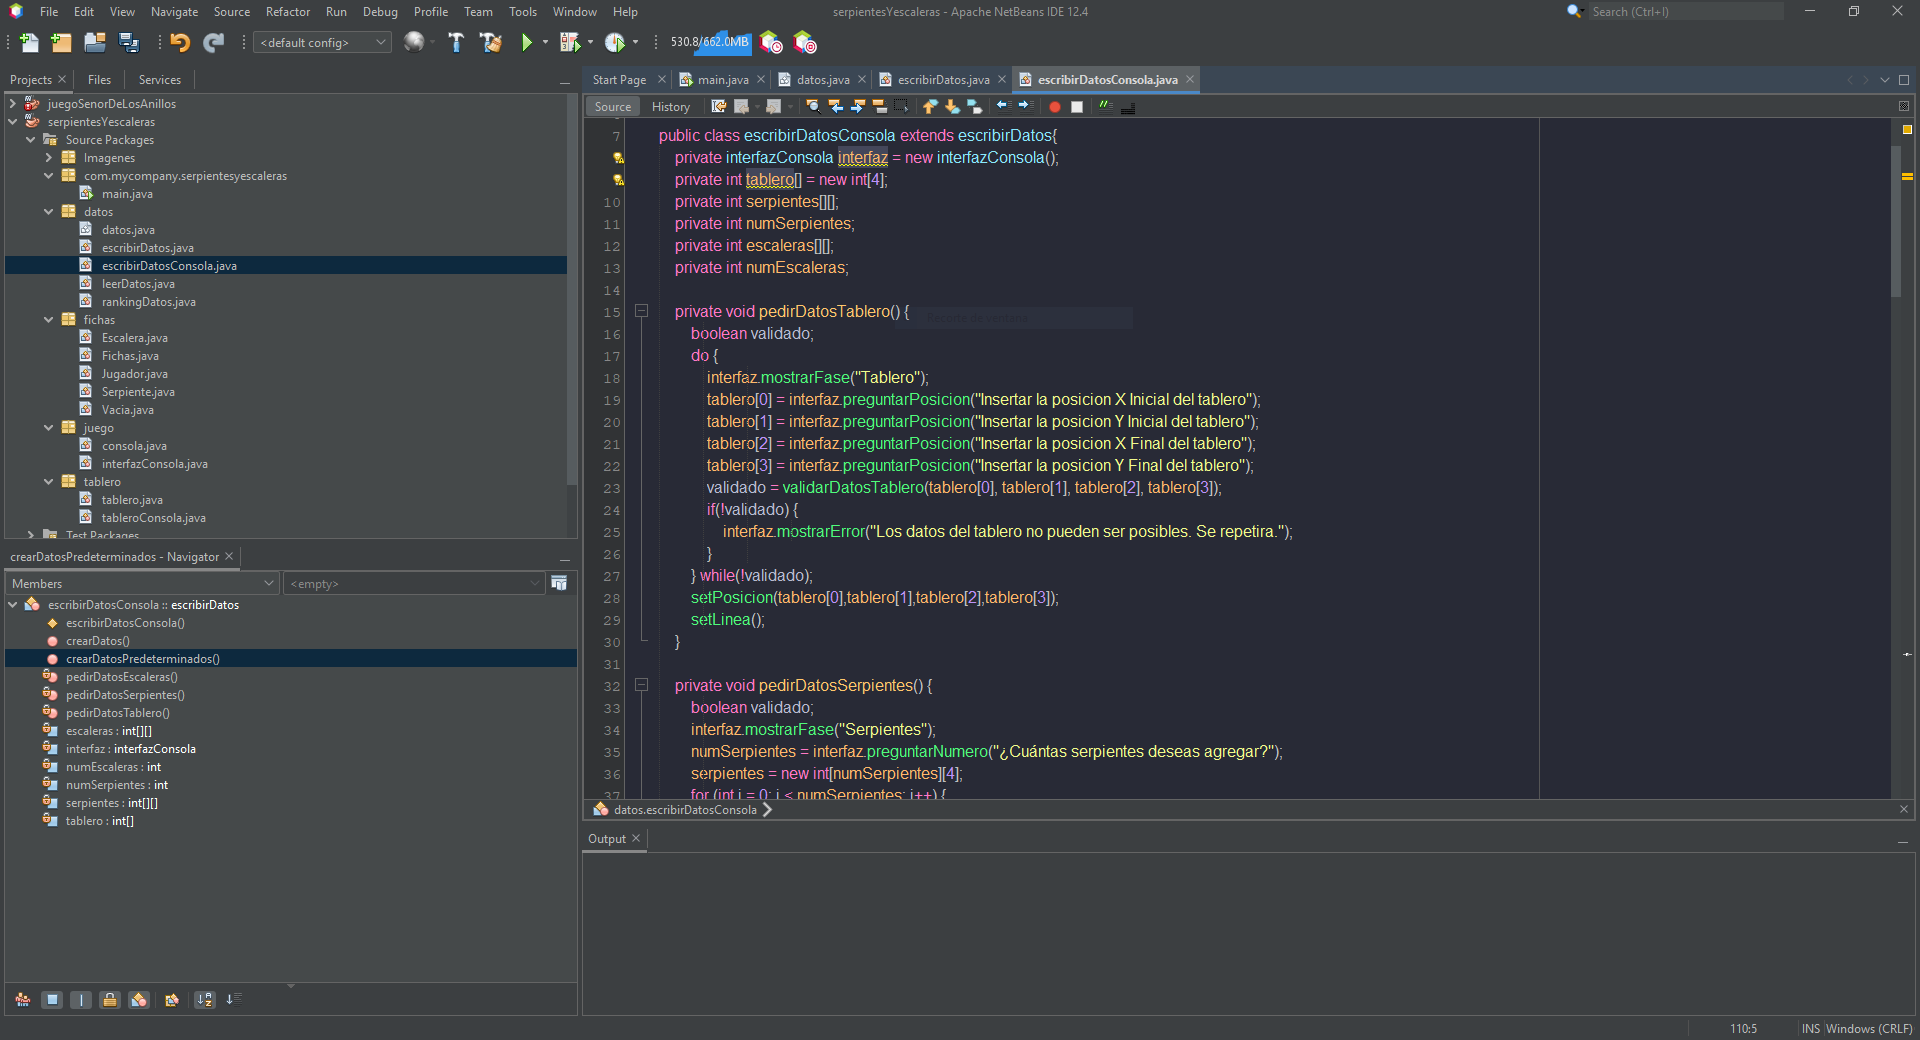 File Edit View Navigate Source Refactor Run Debug Profile Team Tools Window Help
serpientesYescaleras - Apache NetBeans IDE 12.4
Search (Ctrl+I)
<default config>
530.8/662.0MB
Projects Files Services
juegoSenorDeLosAnillos
serpientesYescaleras
Source Packages
Imagenes
com.mycompany.serpientesyescaleras
main.java
datos
datos.java
escribirDatos.java
escribirDatosConsola.java
leerDatos.java
rankingDatos.java
fichas
Escalera.java
Fichas.java
Jugador.java
Serpiente.java
Vacia.java
juego
consola.java
interfazConsola.java
tablero
tablero.java
tableroConsola.java
Test Packages
crearDatosPredeterminados - Navigator
Members
<empty>
escribirDatosConsola :: escribirDatos
escribirDatosConsola()
crearDatos()
crearDatosPredeterminados()
pedirDatosEscaleras()
pedirDatosSerpientes()
pedirDatosTablero()
escaleras : int[][]
interfaz : interfazConsola
numEscaleras : int
numSerpientes : int
serpientes : int[][]
tablero : int[]
Start Page main.java datos.java escribirDatos.java escribirDatosConsola.java
Source History
7 public class escribirDatosConsola extends escribirDatos{
private interfazConsola interfaz = new interfazConsola();
private int tablero[] = new int[4];
10 private int serpientes[][];
11 private int numSerpientes;
12 private int escaleras[][];
13 private int numEscaleras;
14
15 private void pedirDatosTablero() {
16 boolean validado;
17 do {
18 interfaz.mostrarFase("Tablero");
19 tablero[0] = interfaz.preguntarPosicion("Insertar la posicion X Inicial del tablero");
20 tablero[1] = interfaz.preguntarPosicion("Insertar la posicion Y Inicial del tablero");
21 tablero[2] = interfaz.preguntarPosicion("Insertar la posicion X Final del tablero");
22 tablero[3] = interfaz.preguntarPosicion("Insertar la posicion Y Final del tablero");
23 validado = validarDatosTablero(tablero[0], tablero[1], tablero[2], tablero[3]);
24 if(!validado) {
25 interfaz.mostrarError("Los datos del tablero no pueden ser posibles. Se repetira.");
26 }
27 } while(!validado);
28 setPosicion(tablero[0],tablero[1],tablero[2],tablero[3]);
29 setLinea();
30 }
31
32 private void pedirDatosSerpientes() {
33 boolean validado;
34 interfaz.mostrarFase("Serpientes");
35 numSerpientes = interfaz.preguntarNumero("¿Cuántas serpientes deseas agregar?");
36 serpientes = new int[numSerpientes][4];
37 for (int i = 0; i < numSerpientes; i++) {
datos.escribirDatosConsola
Output
110:5 INS Windows (CRLF)